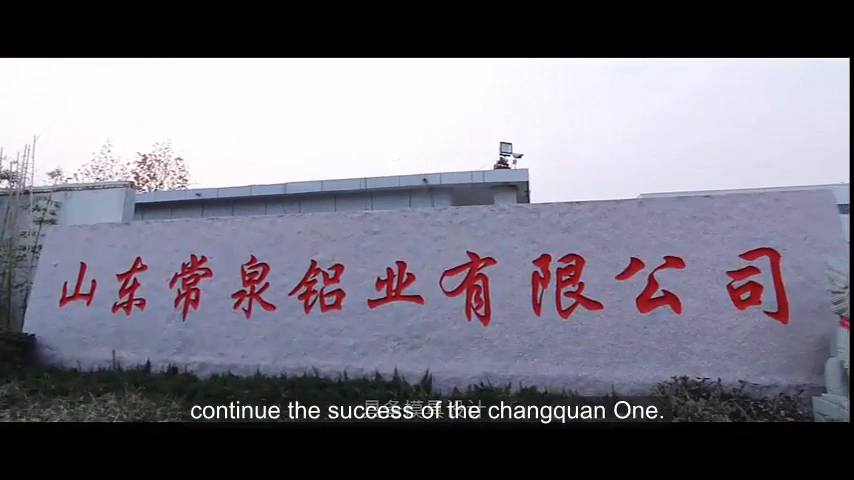 山东常泉铝业有限公司
continue the success of the changquan One.